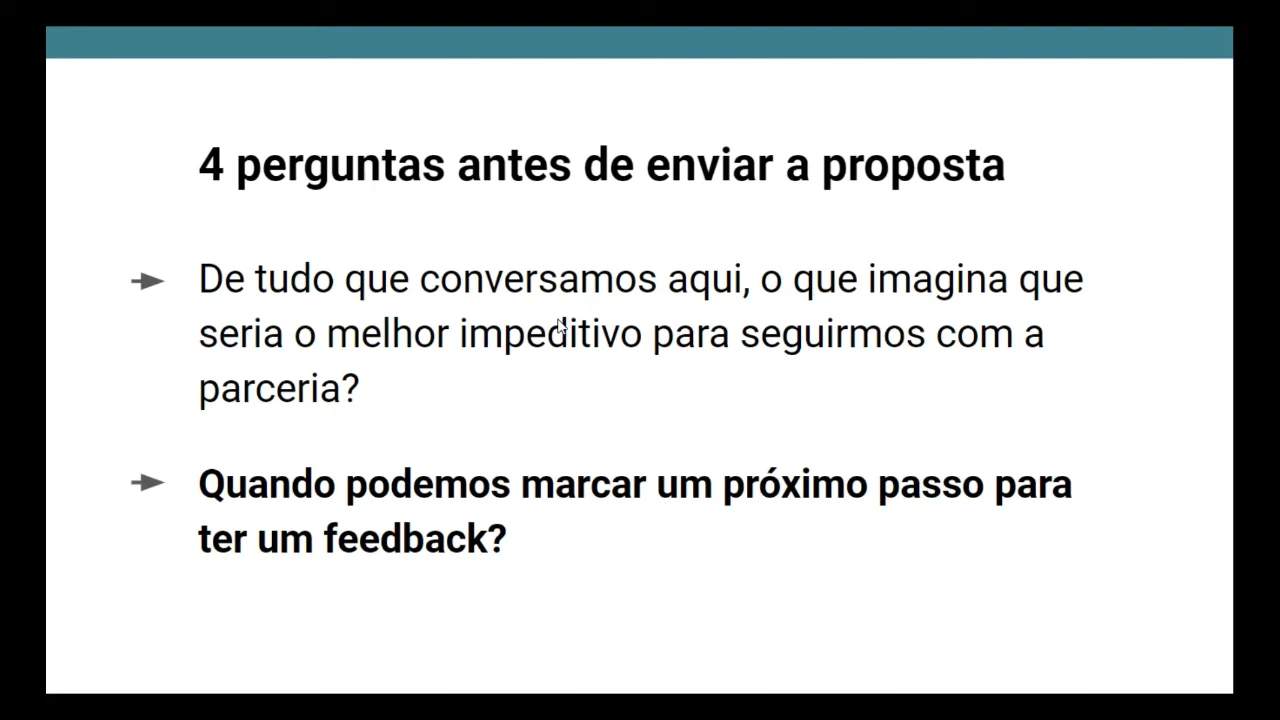 4 perguntas antes de enviar a proposta
De tudo que conversamos aqui, o que imagina que
seria o melhor impeditivo para seguirmos com a
parceria?
Quando podemos marcar um próximo passo para
ter um feedback?